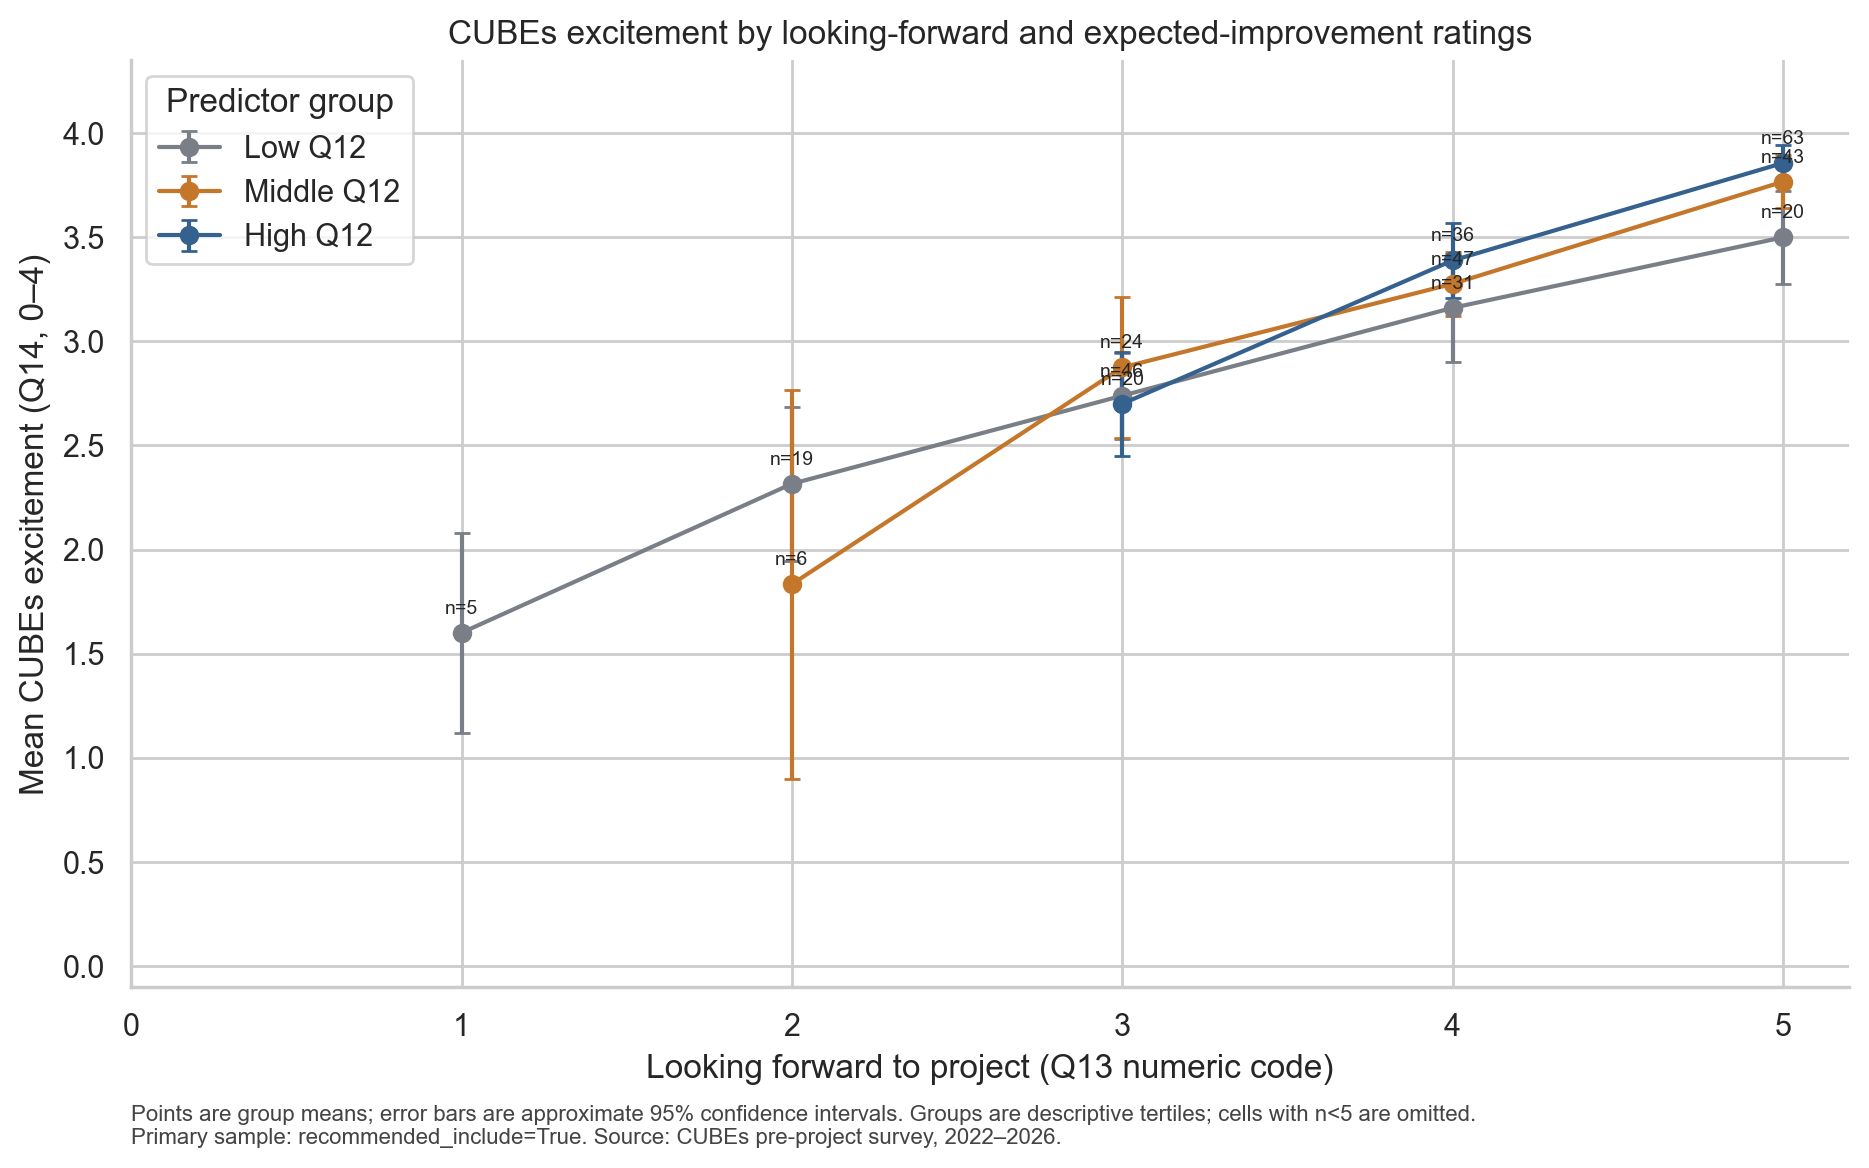 CUBEs excitement by looking-forward and expected-improvement ratings
Predictor group
Low Q12
Middle Q12
High Q12
Mean CUBEs excitement (Q14, 0–4)
4.0
3.5
3.0
2.5
2.0
1.5
1.0
0.5
0.0
n=5
n=19
n=6
n=24
n=46
n=20
n=36
n=47
n=31
n=63
n=43
n=20
0
1
2
3
4
5
Looking forward to project (Q13 numeric code)
Points are group means; error bars are approximate 95% confidence intervals. Groups are descriptive tertiles; cells with n<5 are omitted.
Primary sample: recommended_include=True. Source: CUBEs pre-project survey, 2022–2026.